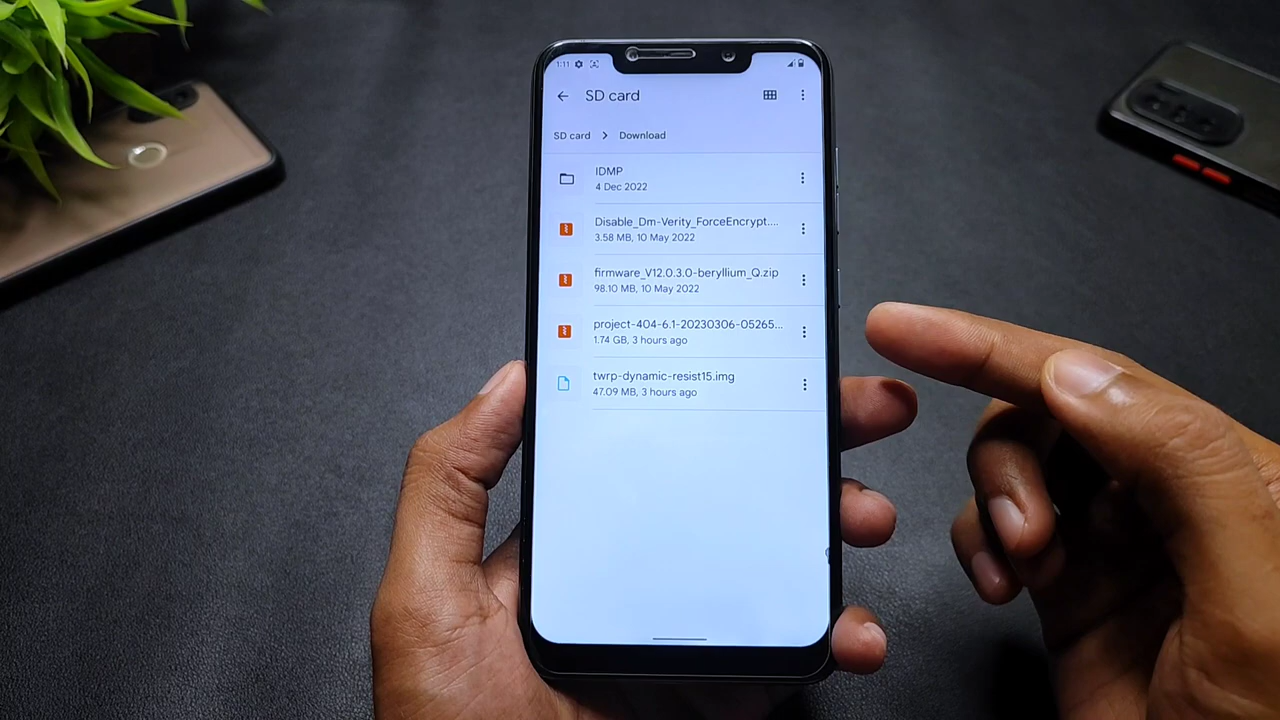 1:11
SD card
SD card > Download
IDMP
4 Dec 2022
Disable_Dm-Verity_ForceEncrypt....
3.58 MB, 10 May 2022
firmware_V12.0.3.0-beryllium_Q.zip
98.10 MB, 10 May 2022
project-404-6.1-20230306-05265...
1.74 GB, 3 hours ago
twrp-dynamic-resist15.img
47.09 MB, 3 hours ago